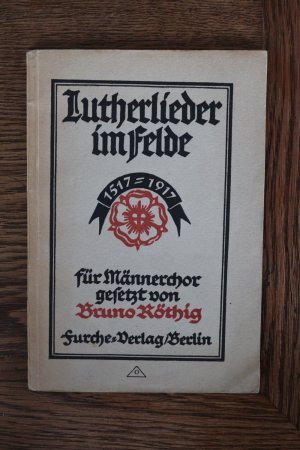 Lutherlieder
im Felde
1517=1917
für Männerchor
gesetzt von
Bruno Röthig
Furche=Verlag/Berlin